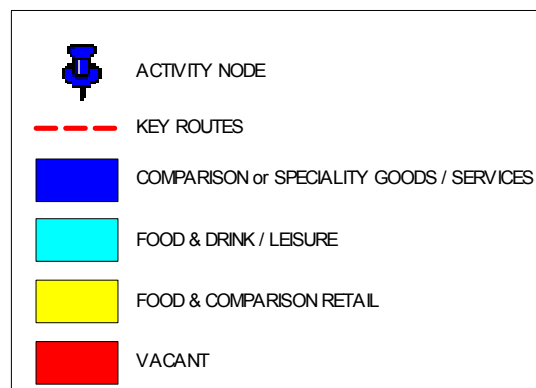 ACTIVITY NODE
KEY ROUTES
COMPARISON or SPECIALITY GOODS / SERVICES
FOOD & DRINK / LEISURE
FOOD & COMPARISON RETAIL
VACANT